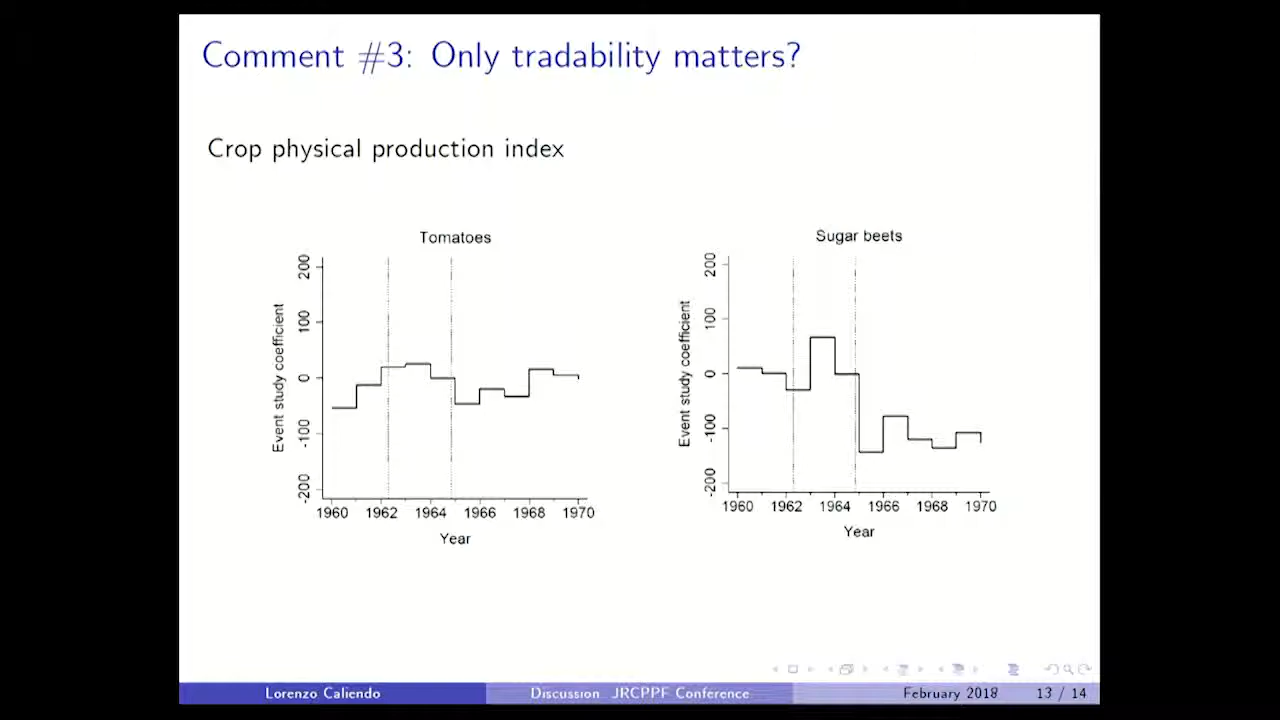 Comment #3: Only tradability matters?
Crop physical production index
Tomatoes
Event study coefficient
200
100
0
-100
-200
1960 1962 1964 1966 1968 1970
Year
Sugar beets
Event study coefficient
200
100
0
-100
-200
1960 1962 1964 1966 1968 1970
Year
Lorenzo Caliendo Discussion JRCPPF Conference February 2018 13 / 14